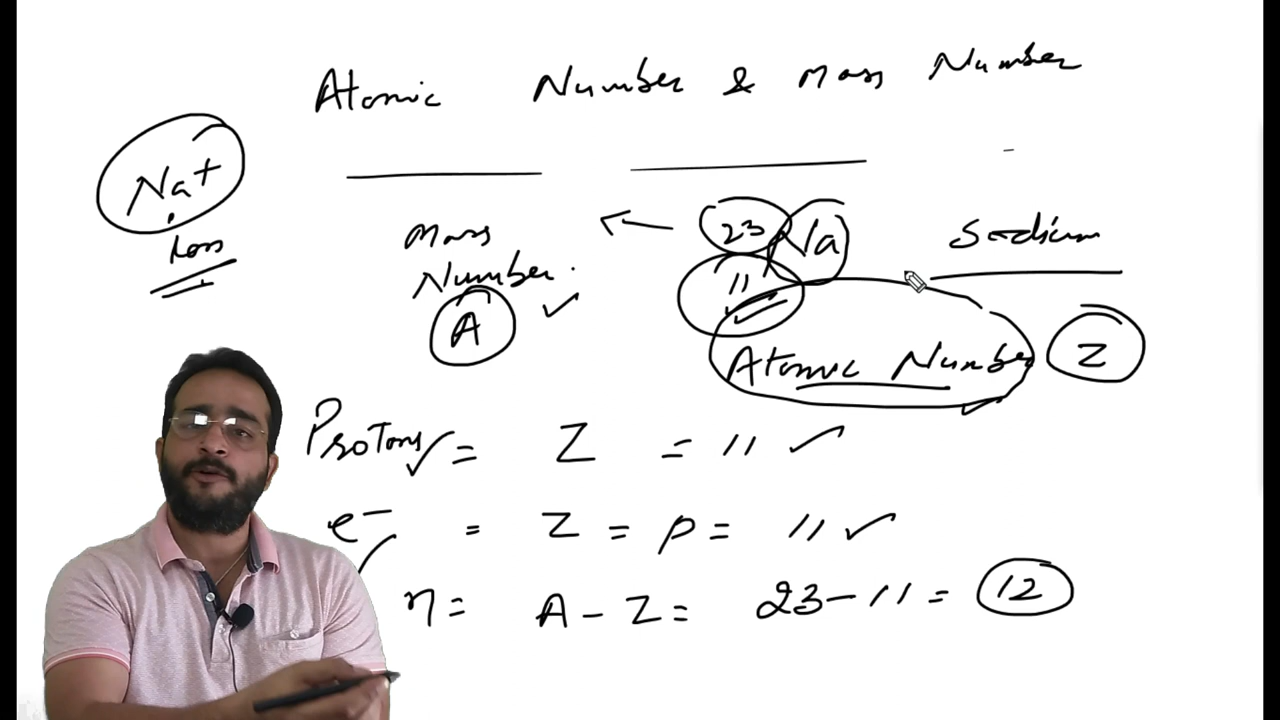 Atomic Number & Mass Number
Na+
Loss
Mass
Number
A
23
Na
11
Sodium
Atomic Number
Z
Protons = Z = 11
e- = Z = p = 11
n = A - Z = 23 - 11 = 12